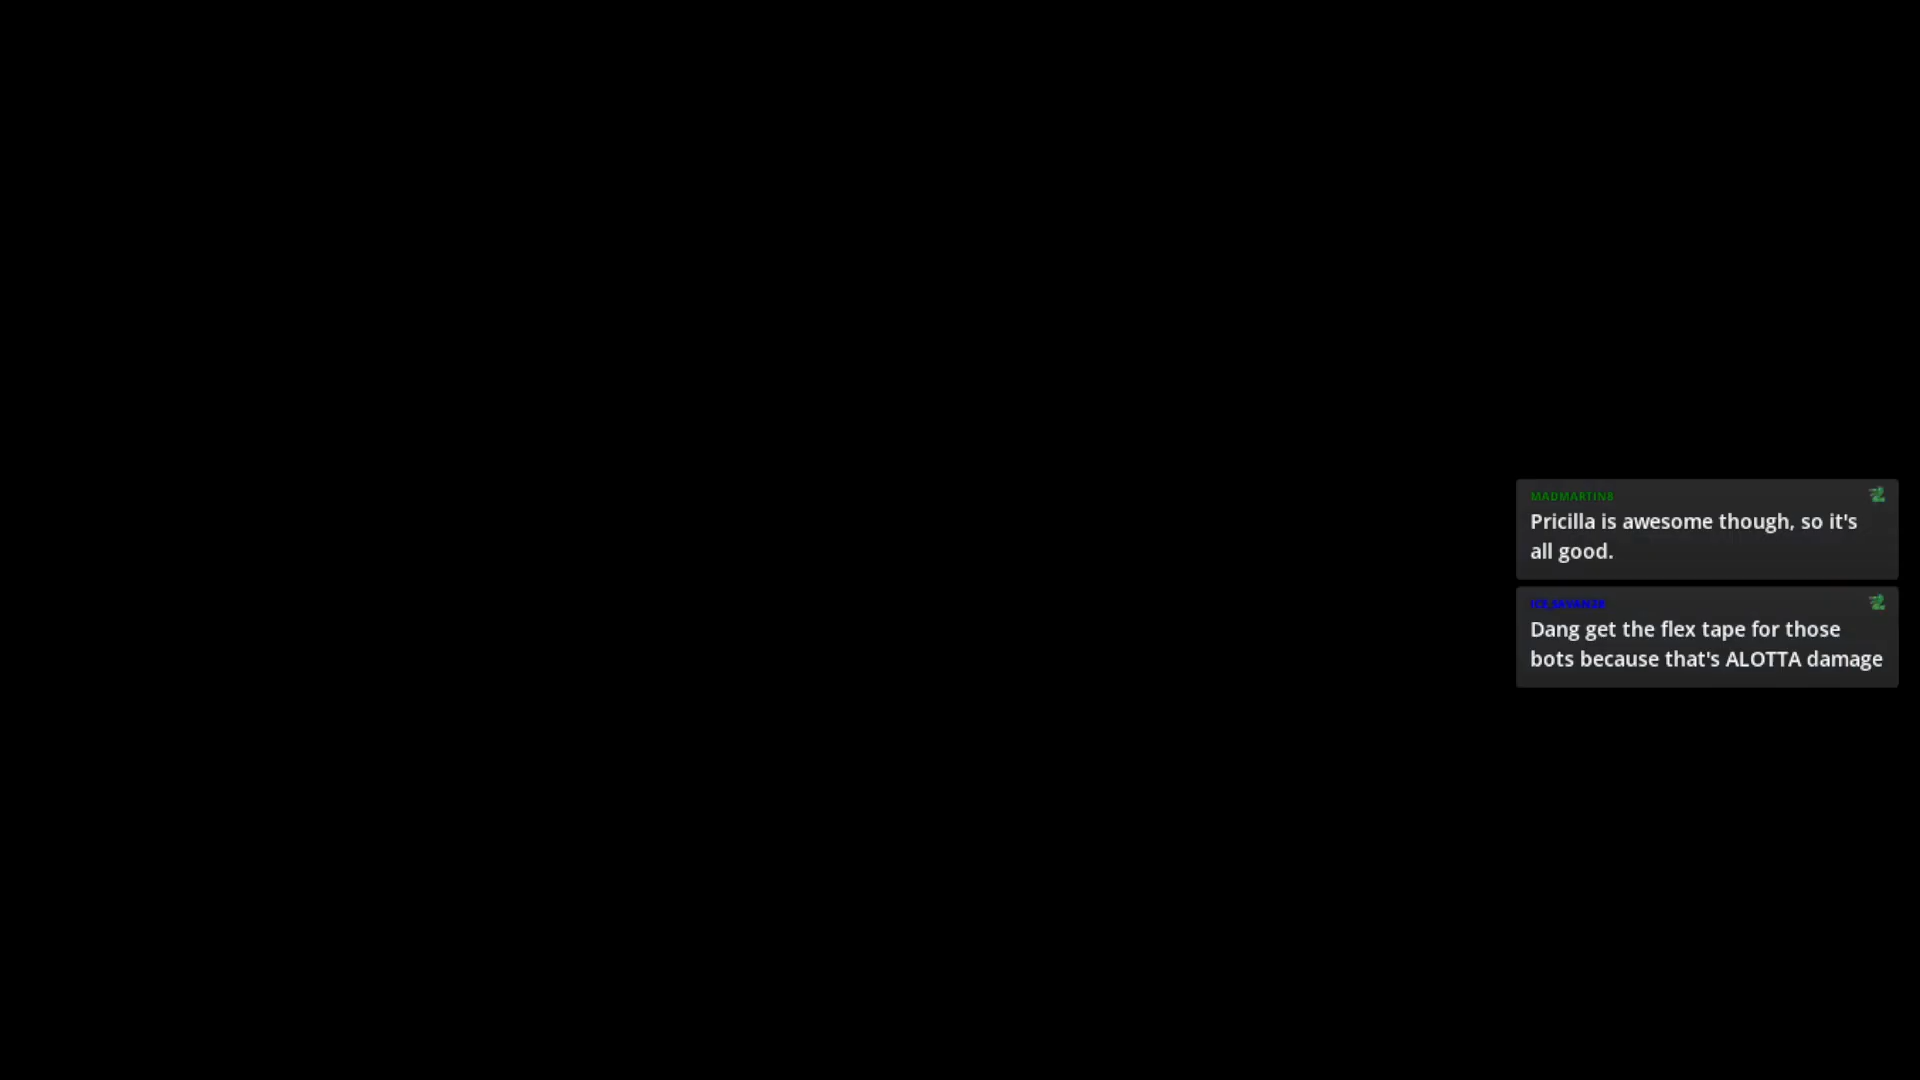 MADMARTIN8
Pricilla is awesome though, so it's
all good.
Dang get the flex tape for those
bots because that's ALOTTA damage